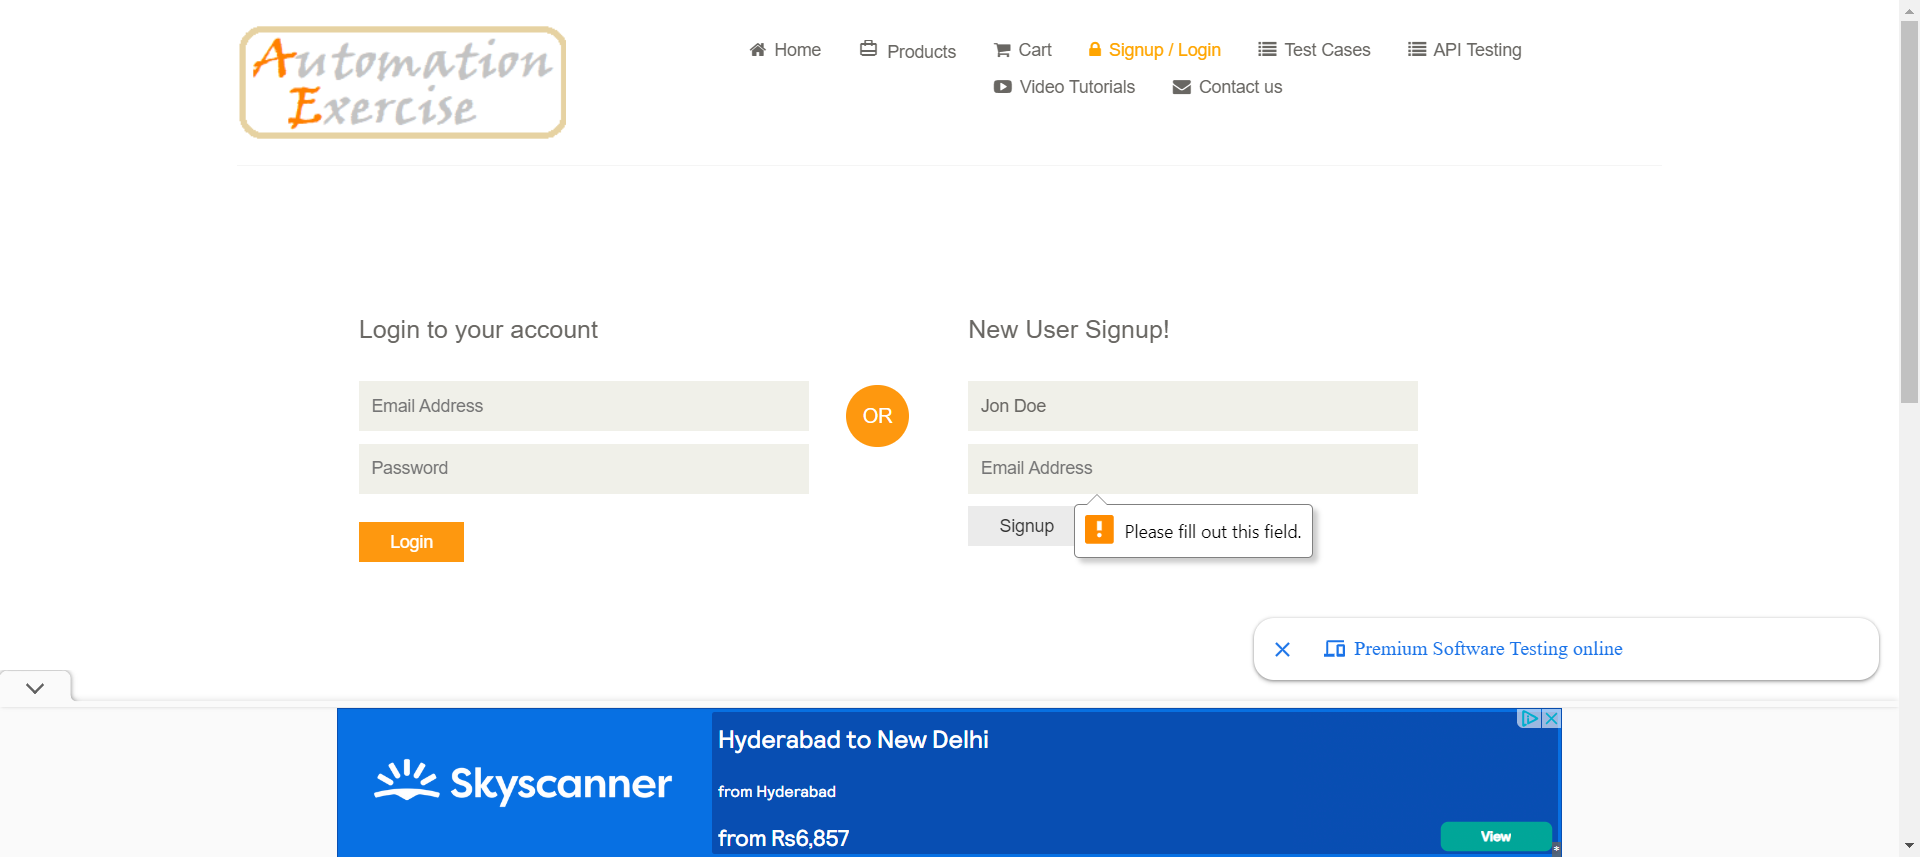 Automation
Exercise
Home
Products
Cart
Signup / Login
Test Cases
API Testing
Video Tutorials
Contact us
Login to your account
Email Address
Password
Login
OR
New User Signup!
Jon Doe
Email Address
Signup
Please fill out this field.
Premium Software Testing online
Skyscanner
Hyderabad to New Delhi
from Hyderabad
from Rs6,857
View